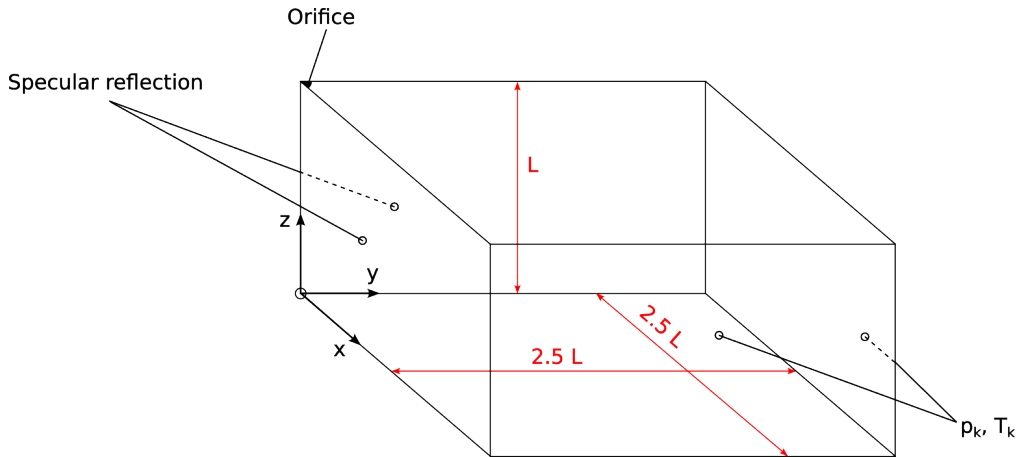 Orifice
Specular reflection
L
z
y
x
2.5 L
2.5 L
pk, Tk